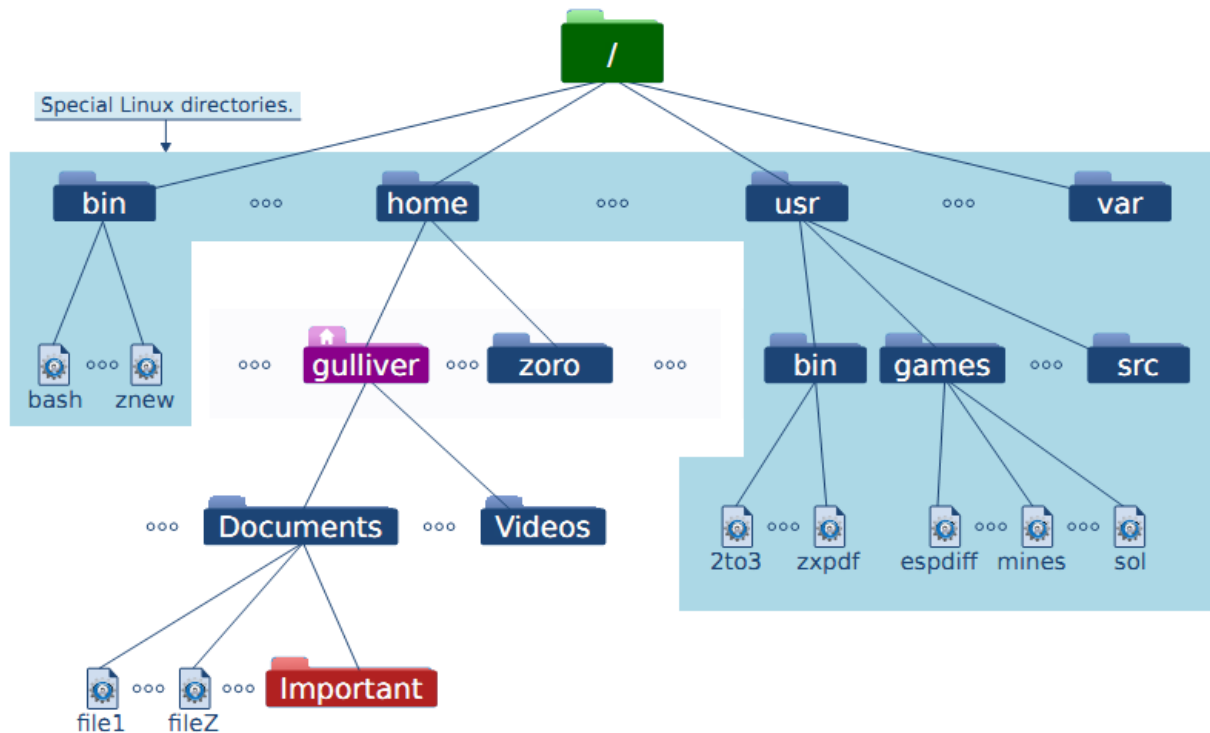 /
Special Linux directories.
bin
home
usr
var
gulliver
zoro
bin
games
src
bash
znew
Documents
Videos
2to3
zxpdf
espdiff
mines
sol
Important
file1
fileZ